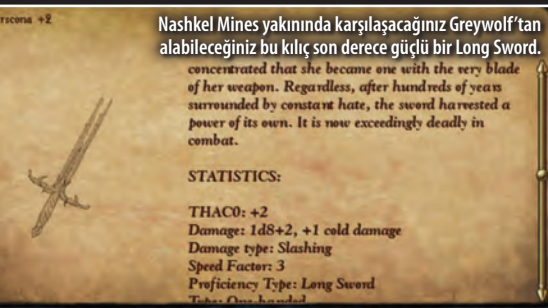 rscona +2
Nashkel Mines yakınında karşılaşacağınız Greywolf’tan
alabileceğiniz bu kılıç son derece güçlü bir Long Sword.
concentrated that she became one with the very blade
of her weapon. Regardless, after hundreds of years
surrounded by constant hate, the sword harvested a
power of its own. It is now exceedingly deadly in
combat.
STATISTICS:
THAC0: +2
Damage: 1d8+2, +1 cold damage
Damage type: Slashing
Speed Factor: 3
Proficiency Type: Long Sword
Type: One-handed